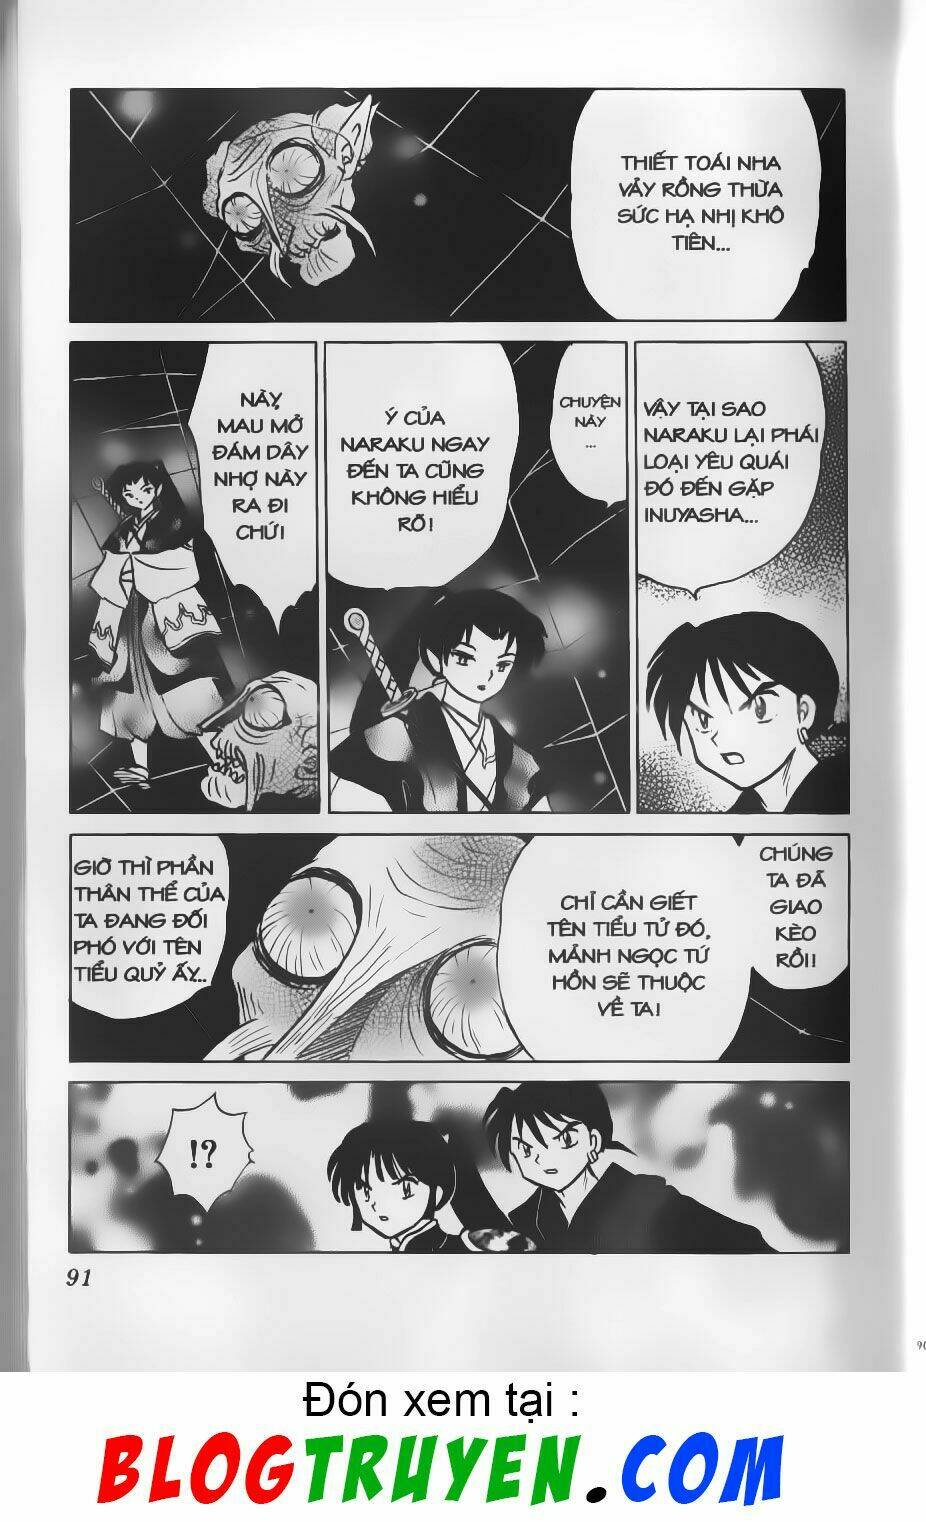 THIẾT TOÁI NHA
VẢY RỒNG THỪA
SỨC HẠ NHỊ KHÔ
TIÊN...
VẬY TẠI SAO
NARAKU LẠI PHÁI
LOẠI YÊU QUÁI
ĐÓ ĐẾN GẶP
INUYASHA...
CHUYỆN
NÀY
...
Ý CỦA
NARAKU NGAY
ĐẾN TA CŨNG
KHÔNG HIỂU
RÕ!
NÀY,
MAU MỞ
ĐÁM DÂY
NHỢ NÀY
RA ĐI
CHỨ!
CHÚNG
TA ĐÃ
GIAO
KÈO
RỒI!
CHỈ CẦN GIẾT
TÊN TIỂU TỬ ĐÓ,
MẢNH NGỌC TỨ
HỒN SẼ THUỘC
VỀ TA!
GIỜ THÌ PHẦN
THÂN THỂ CỦA
TA ĐANG ĐỐI
PHÓ VỚI TÊN
TIỂU QUỶ ẤY...
!?
91
90
Đón xem tại :
BLOGTRUYEN.COM